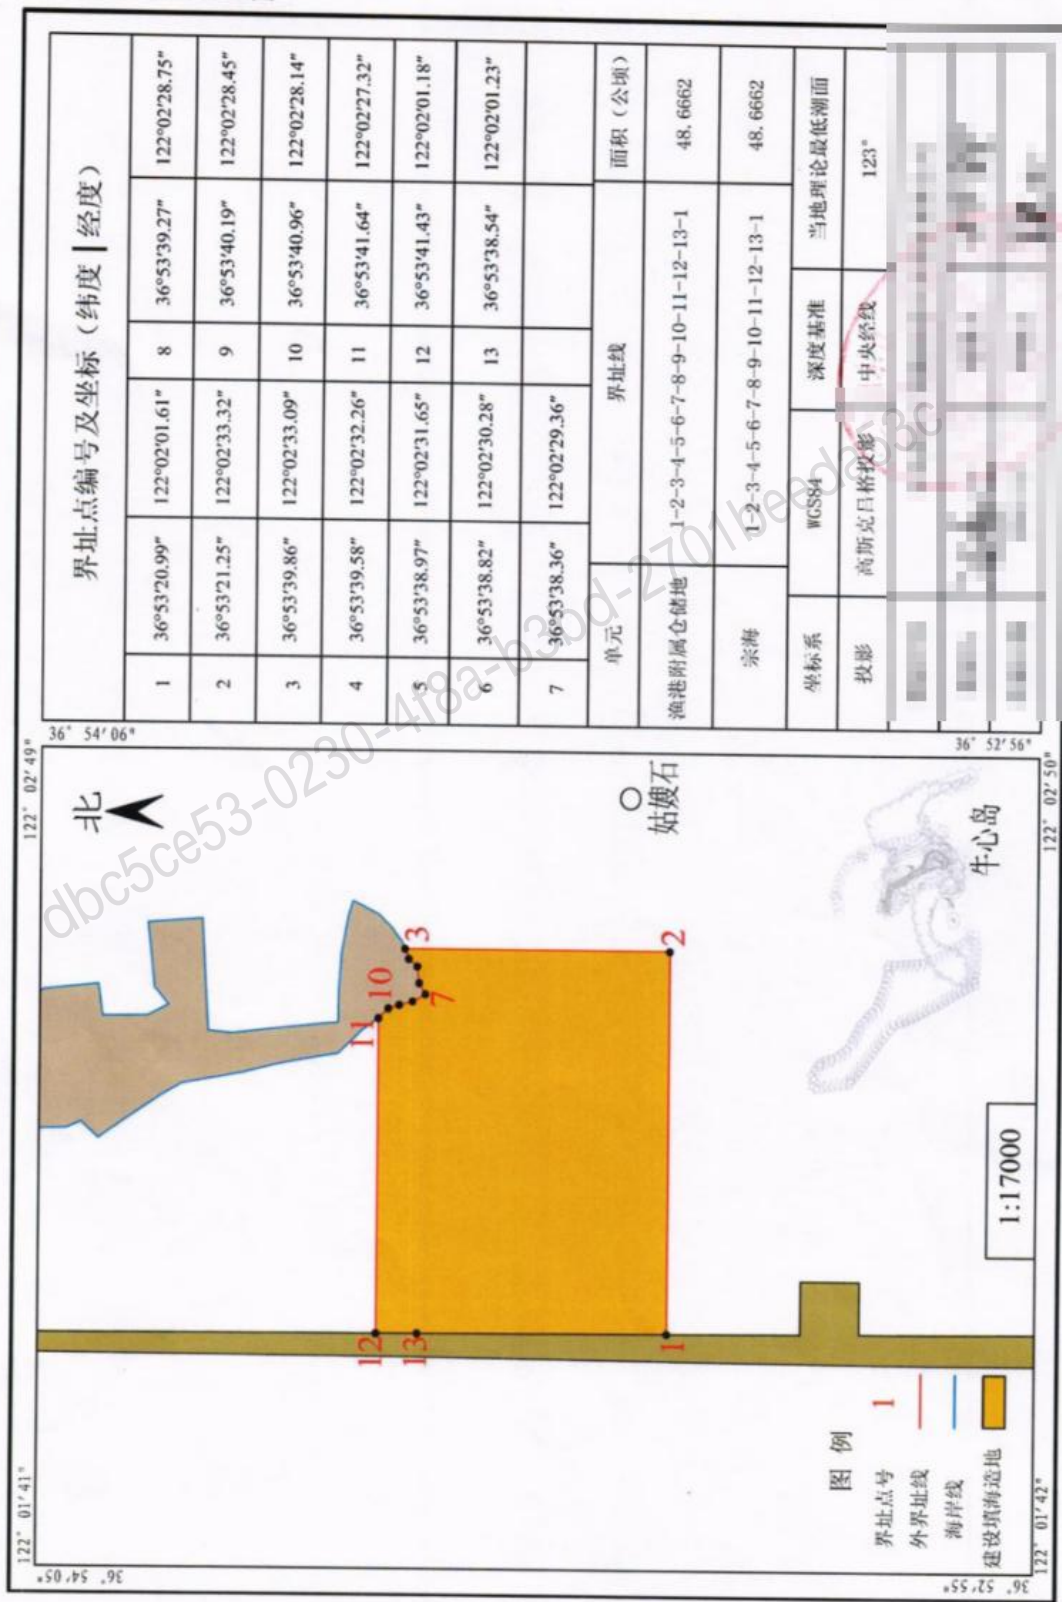 界址点编号及坐标（纬度|经度）
1 36°53′20.99″ 122°02′01.61″ 8 36°53′39.27″ 122°02′28.75″
2 36°53′21.25″ 122°02′33.32″ 9 36°53′40.19″ 122°02′28.45″
3 36°53′39.86″ 122°02′33.09″ 10 36°53′40.96″ 122°02′28.14″
4 36°53′39.58″ 122°02′32.26″ 11 36°53′41.64″ 122°02′27.32″
5 36°53′38.97″ 122°02′31.65″ 12 36°53′41.43″ 122°02′01.18″
6 36°53′38.82″ 122°02′30.28″ 13 36°53′38.54″ 122°02′01.23″
7 36°53′38.36″ 122°02′29.36″
单元 界址线 面积（公顷）
渔港附属仓储地 1-2-3-4-5-6-7-8-9-10-11-12-13-1 48.6662
宗海 1-2-3-4-5-6-7-8-9-10-11-12-13-1 48.6662
坐标系 WGS84 深度基准 当地理论最低潮面
投影 高斯克吕格投影 中央经线 123°
122° 01′41″
122° 02′49″
36° 54′05″
36° 54′06″
北
11
10
3
7
12
13
姑嫂石
1
2
牛心岛
1:17000
图 例
界址点号 1
外界址线
海岸线
建设填海造地
36° 52′55″
36° 52′56″
122° 01′42″
122° 02′50″
dbc5ce53-0230-4f8a-b3bd-2701beeda53c